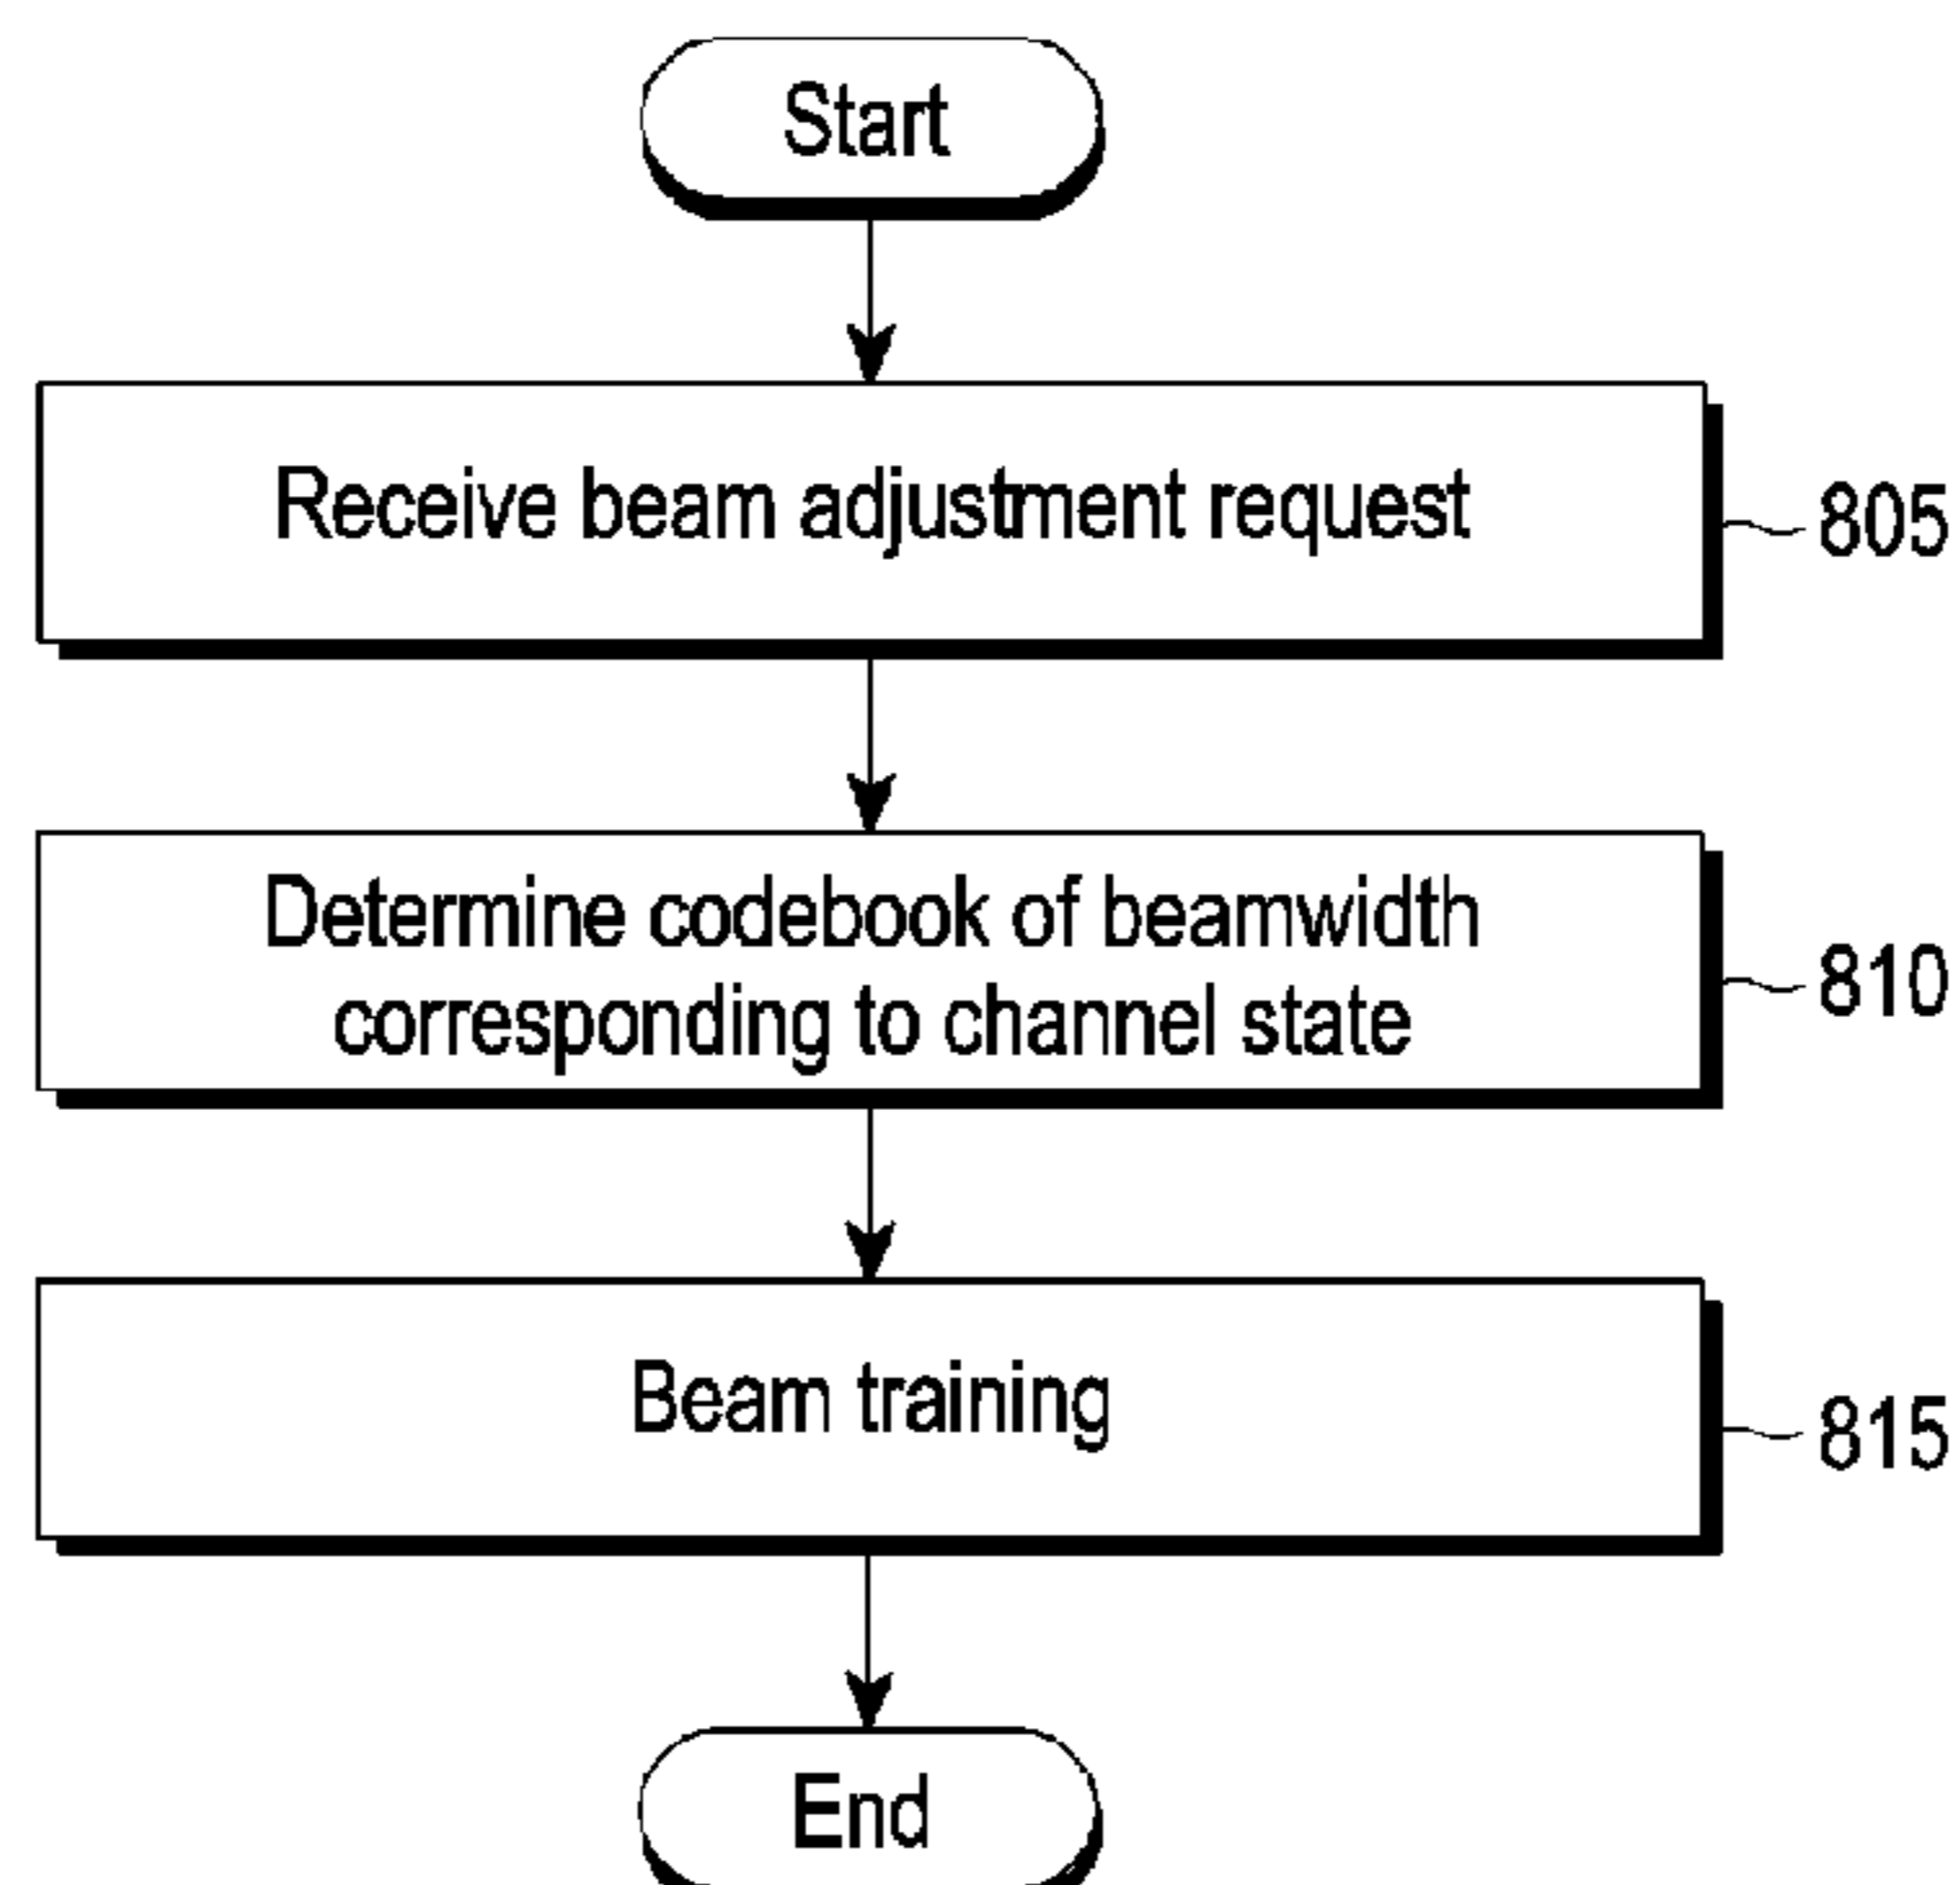 Start
Receive beam adjustment request
805
Determine codebook of beamwidth
corresponding to channel state
810
Beam training
815
End